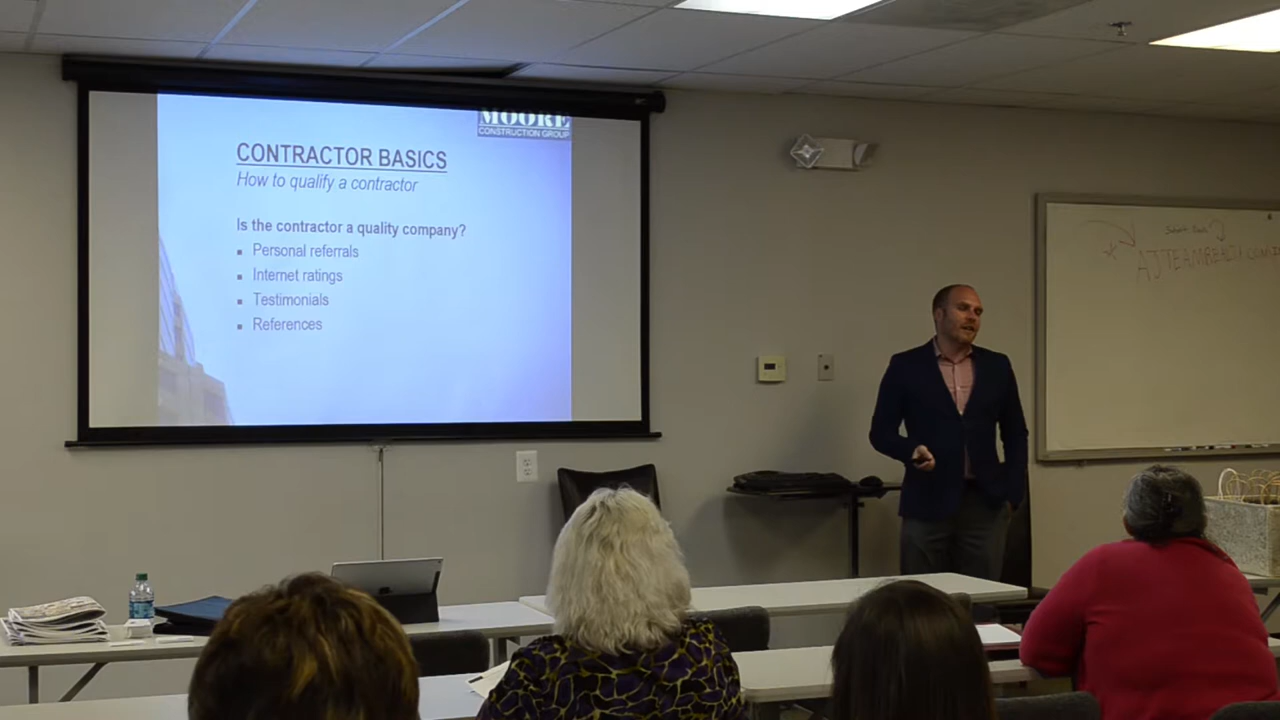 MOORE
CONSTRUCTION GROUP
CONTRACTOR BASICS
How to qualify a contractor
Is the contractor a quality company?
▪ Personal referrals
▪ Internet ratings
▪ Testimonials
▪ References